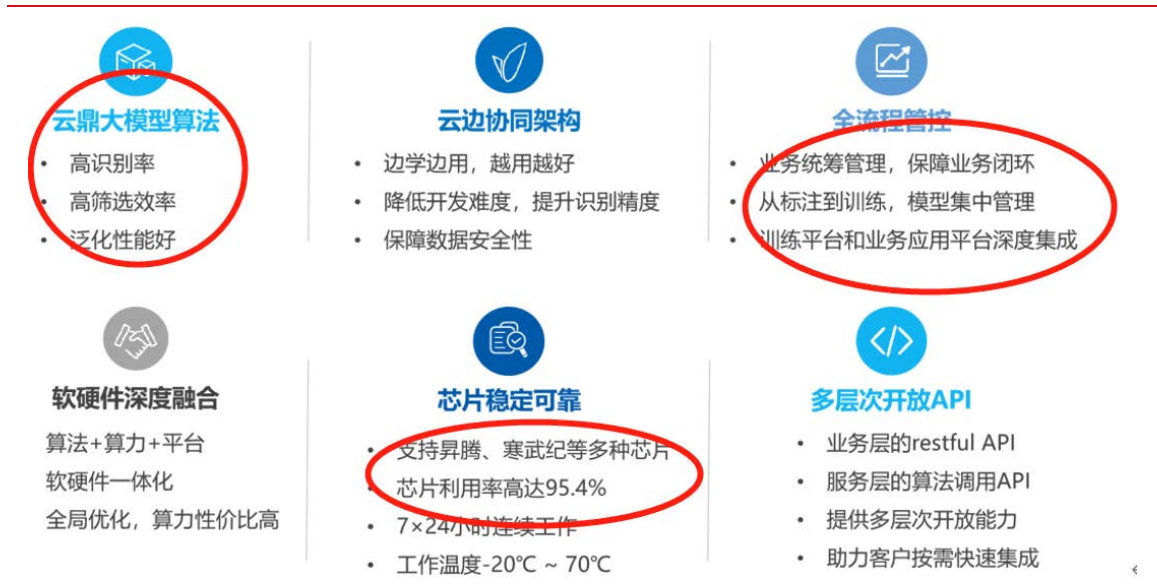 云鼎大模型算法
• 高识别率
• 高筛选效率
• 泛化性能好
云边协同架构
• 边学边用，越用越好
• 降低开发难度，提升识别精度
• 保障数据安全性
全流程管控
• 业务统筹管理，保障业务闭环
• 从标注到训练，模型集中管理
• 训练平台和业务应用平台深度集成
软硬件深度融合
算法+算力+平台
软硬件一体化
全局优化，算力性价比高
芯片稳定可靠
• 支持昇腾、寒武纪等多种芯片
• 芯片利用率高达95.4%
• 7×24小时连续工作
• 工作温度-20℃ ~ 70℃
多层次开放API
• 业务层的restful API
• 服务层的算法调用API
• 提供多层次开放能力
• 助力客户按需快速集成